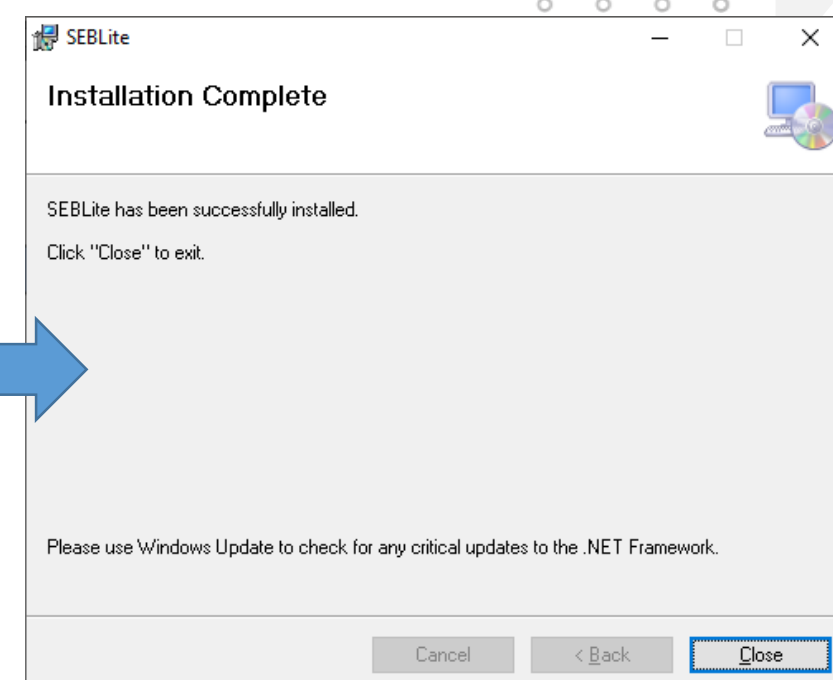 SEBLite
Installation Complete
SEBLite has been successfully installed.
Click "Close" to exit.
Please use Windows Update to check for any critical updates to the .NET Framework.
Cancel < Back Close